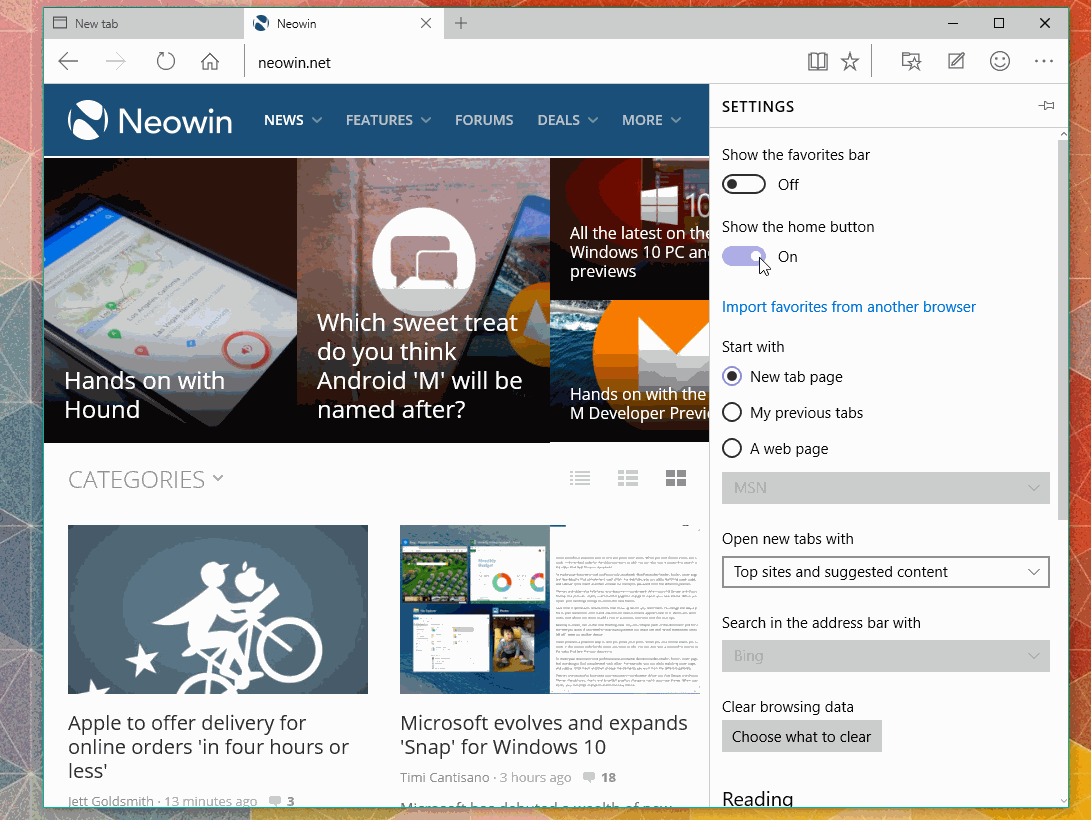 New tab
Neowin
neowin.net
Neowin
NEWS
FEATURES
FORUMS
DEALS
MORE
Hands on with
Hound
Which sweet treat
do you think
Android 'M' will be
named after?
10
All the latest on the
Windows 10 PC an
previews
Hands on with the
M Developer Previ
CATEGORIES
Apple to offer delivery for
online orders 'in four hours or
less'
Jett Goldsmith · 13 minutes ago 3
Microsoft evolves and expands
'Snap' for Windows 10
Timi Cantisano · 3 hours ago 18
Microsoft has debuted a wealth of new
SETTINGS
Show the favorites bar
Off
Show the home button
On
Import favorites from another browser
Start with
New tab page
My previous tabs
A web page
MSN
Open new tabs with
Top sites and suggested content
Search in the address bar with
Bing
Clear browsing data
Choose what to clear
Reading